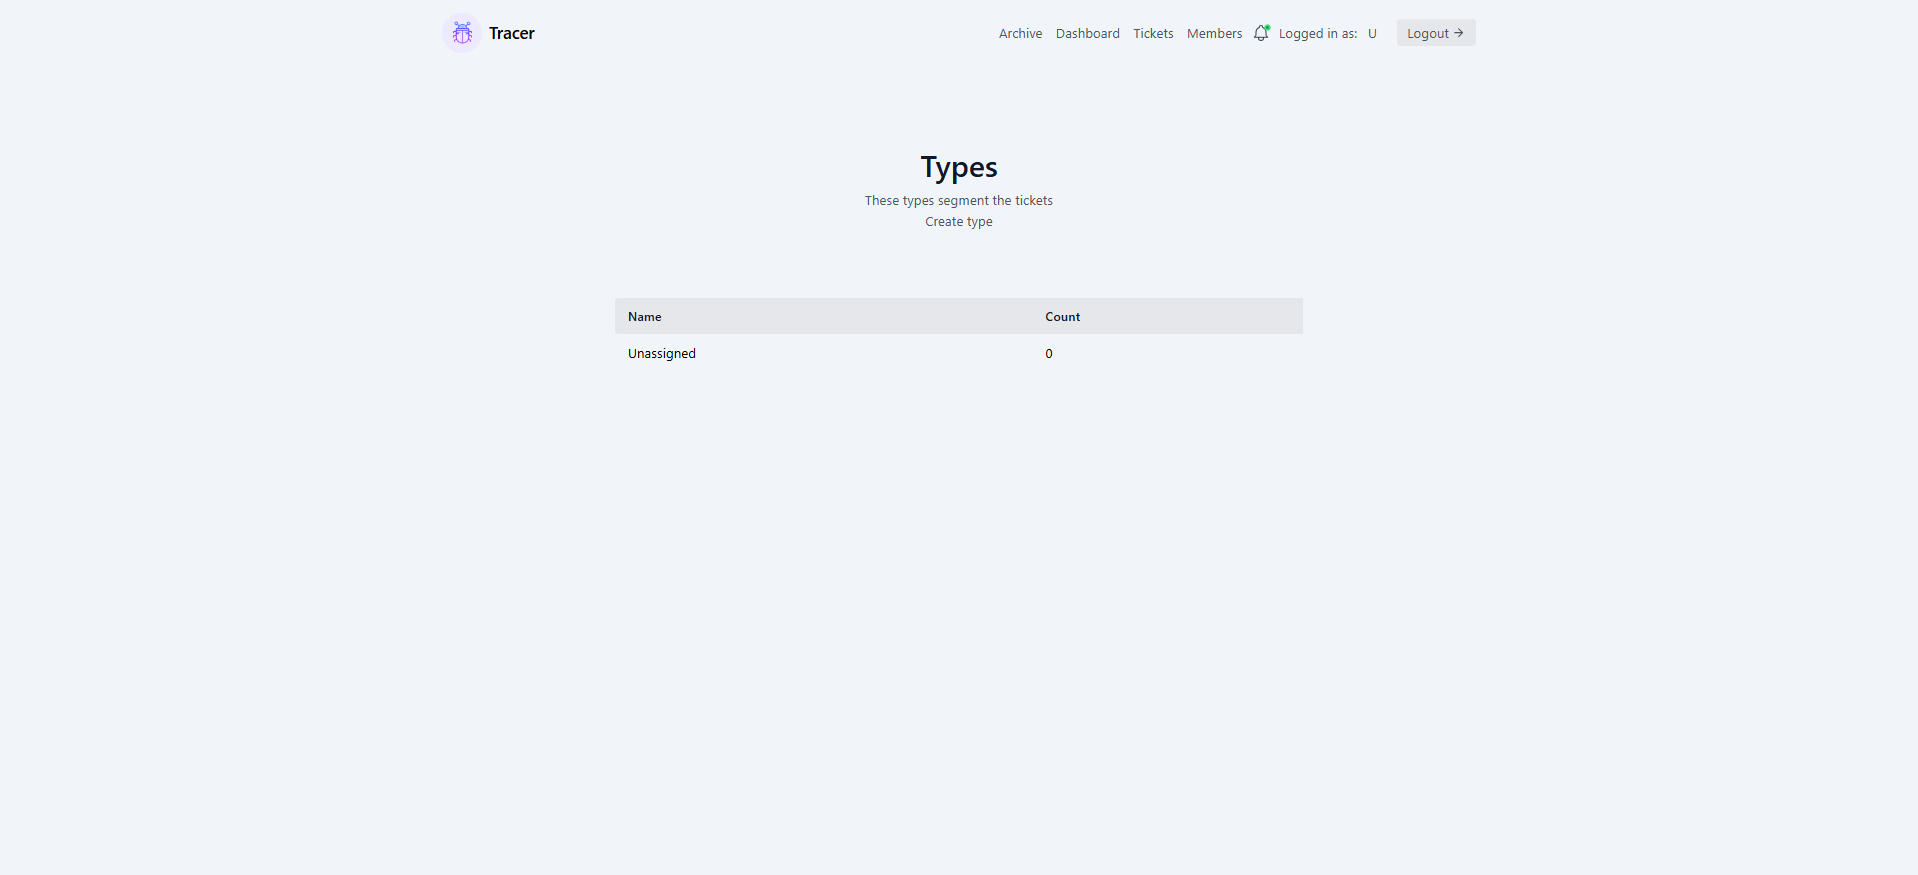 Tracer
Archive Dashboard Tickets Members Logged in as: U Logout
Types
These types segment the tickets
Create type
Name Count
Unassigned 0